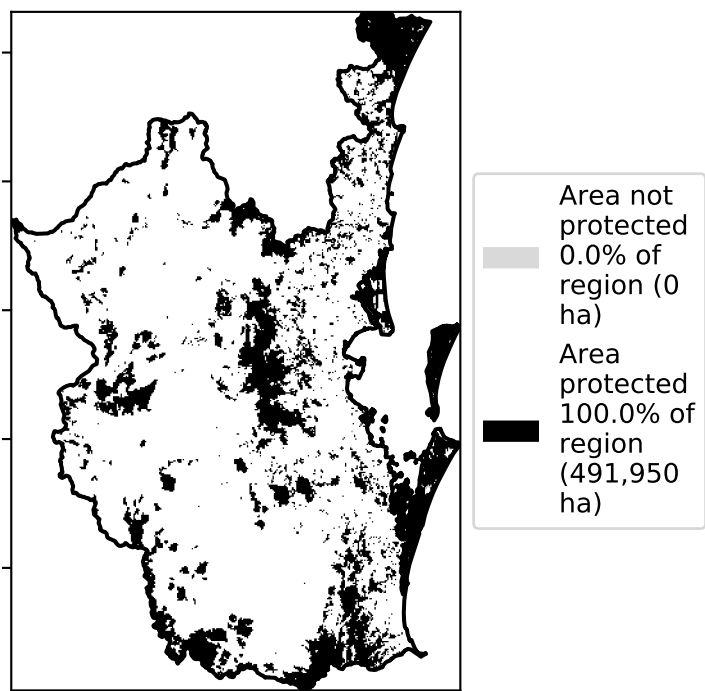 Area not
protected
0.0% of
region (0
ha)
Area
protected
100.0% of
region
(491,950
ha)